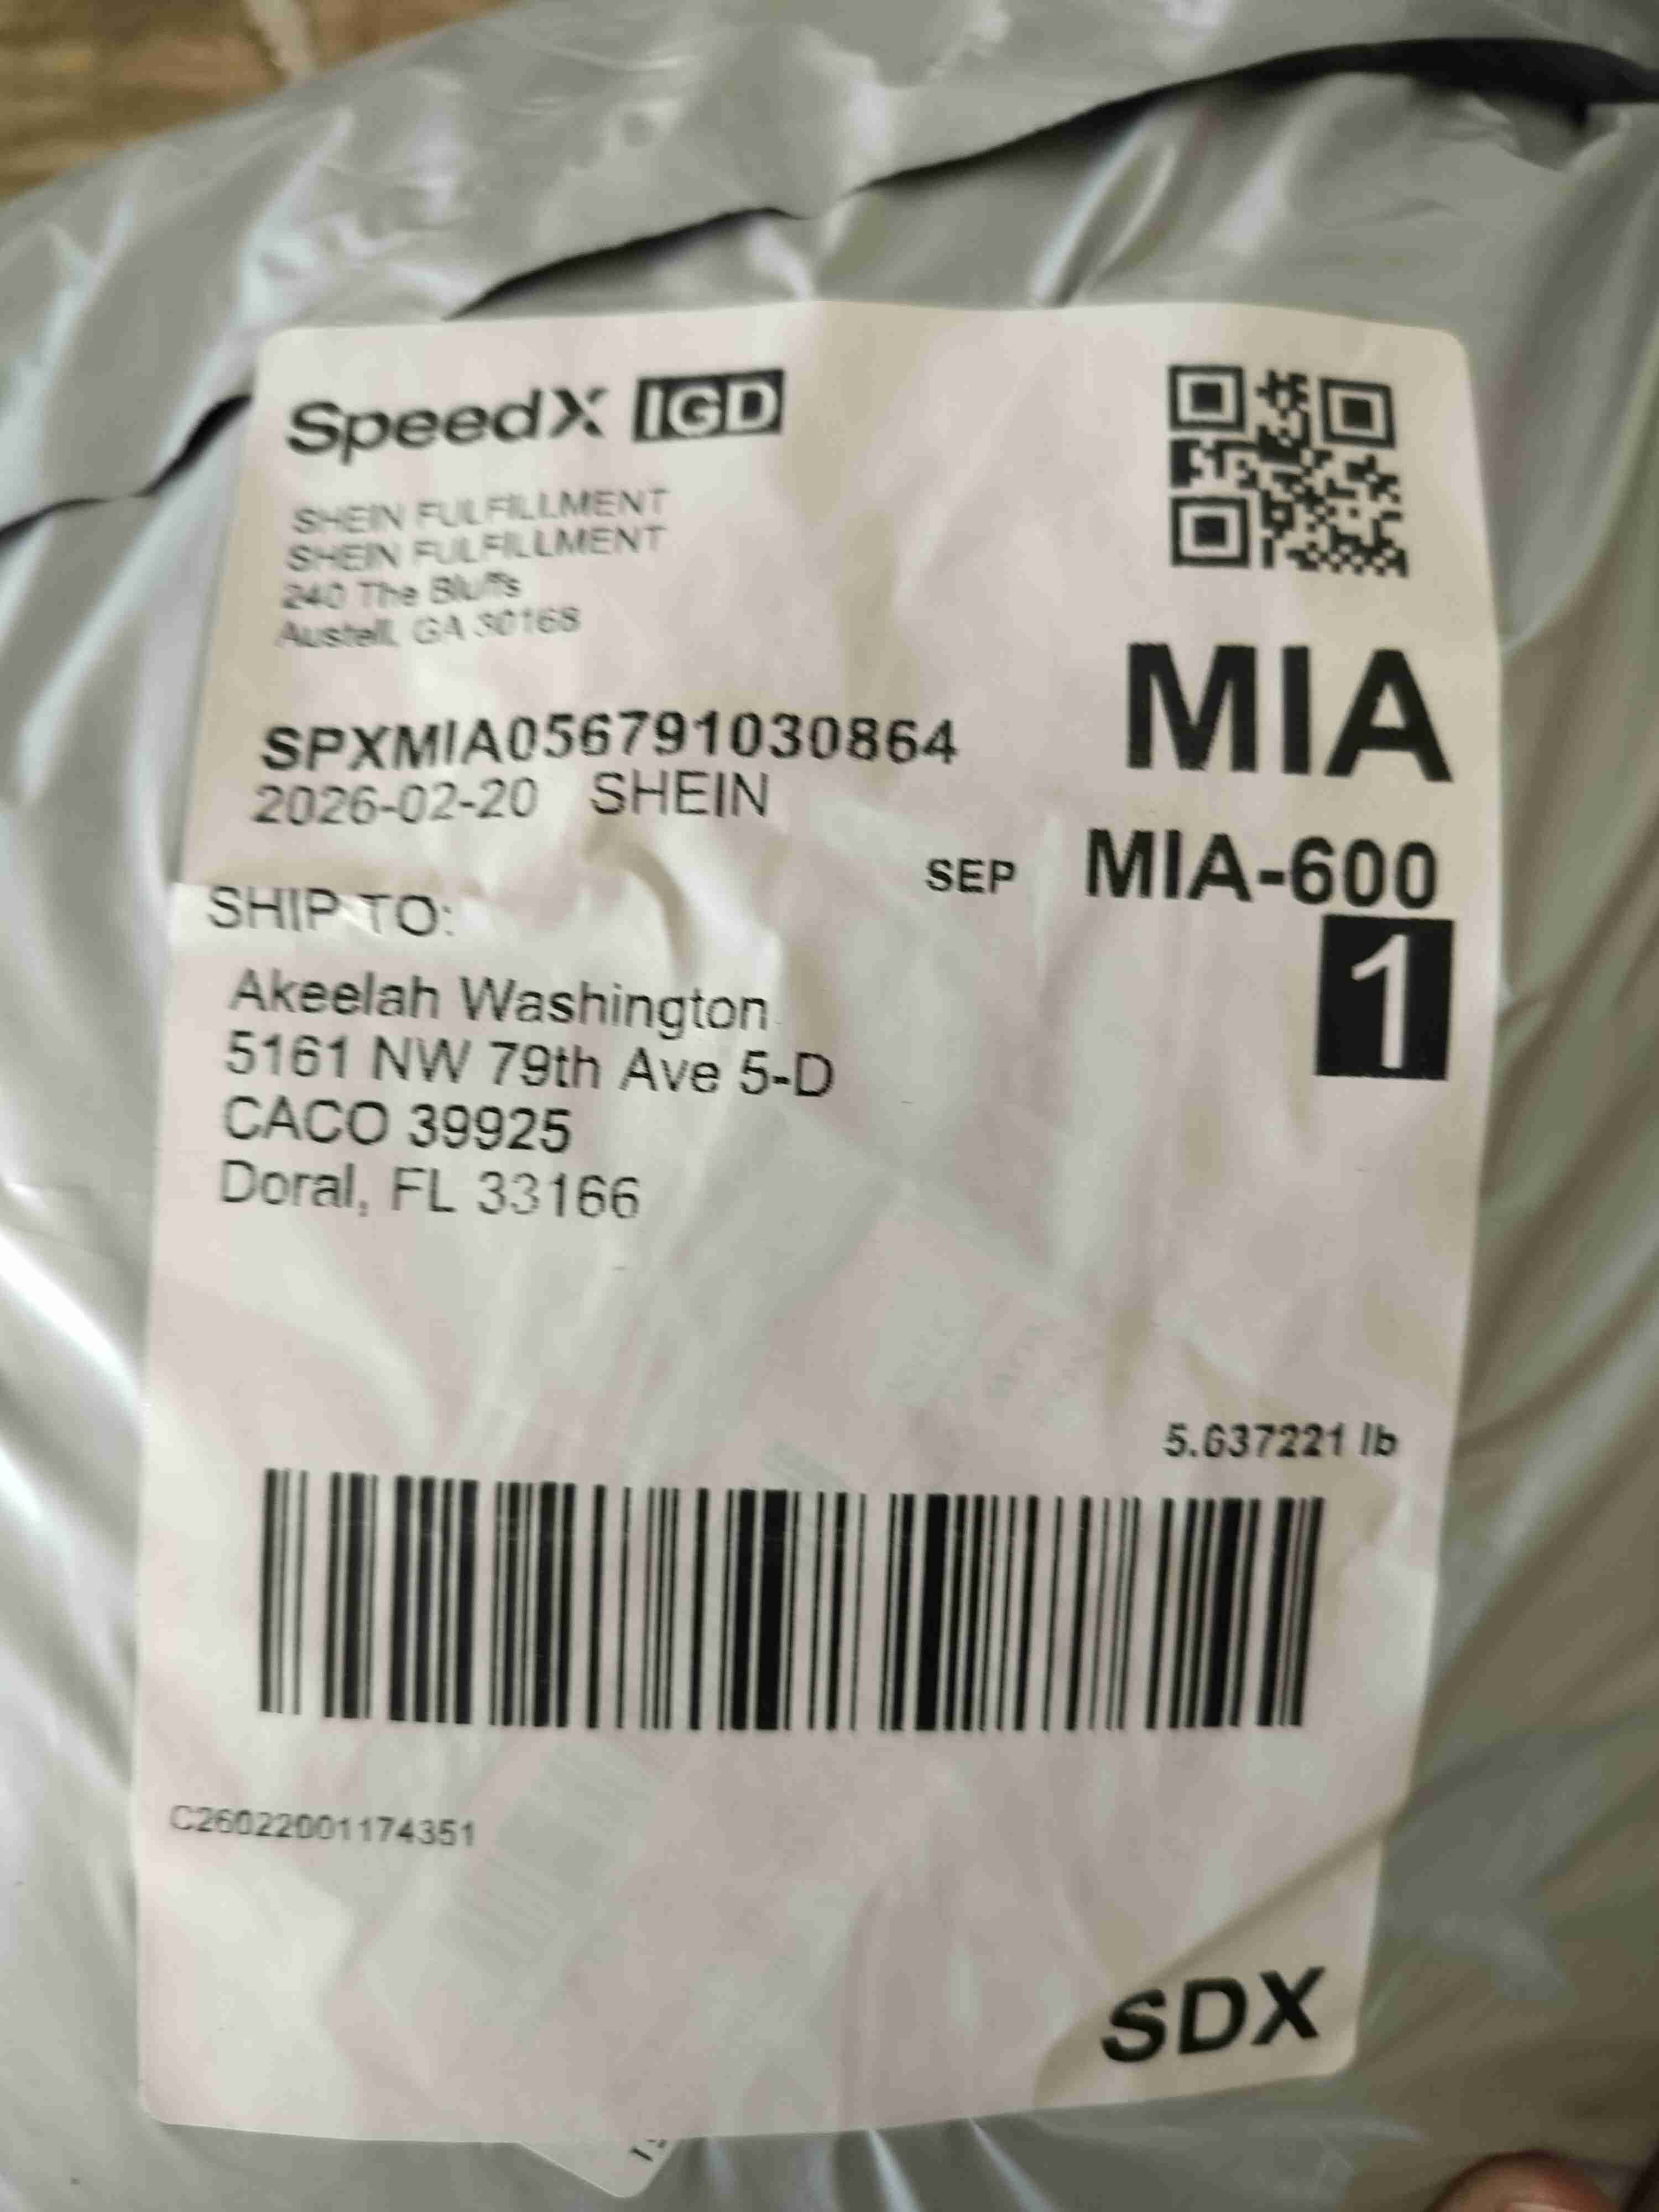 SpeedX IGD
SHEIN FULFILLMENT
SHEIN FULFILLMENT
240 The Bluffs
Austell, GA 30168
MIA
SPXMIA056791030864
2026-02-20 SHEIN
SEP MIA-600
1
SHIP TO:
Akeelah Washington
5161 NW 79th Ave 5-D
CACO 39925
Doral, FL 33166
5.637221 lb
C26022001174351
SDX